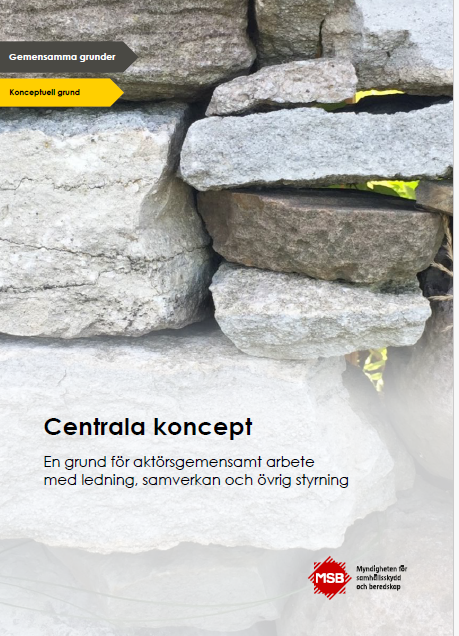 Gemensamma grunder
Konceptuell grund
Centrala koncept
En grund för aktörsgemensamt arbete
med ledning, samverkan och övrig styrning
MSB
Myndigheten för
samhällsskydd
och beredskap